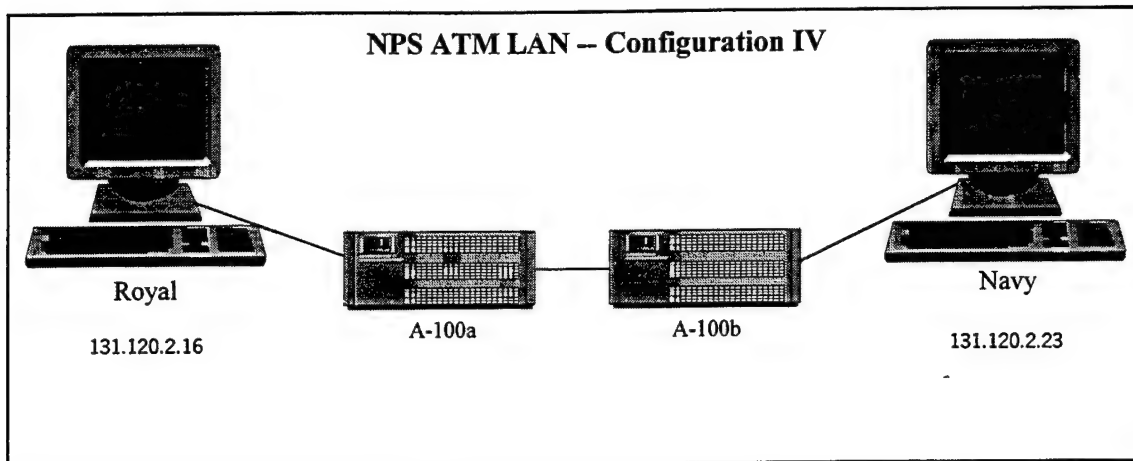 NPS ATM LAN – Configuration IV
Royal
131.120.2.16
A-100a
A-100b
Navy
131.120.2.23